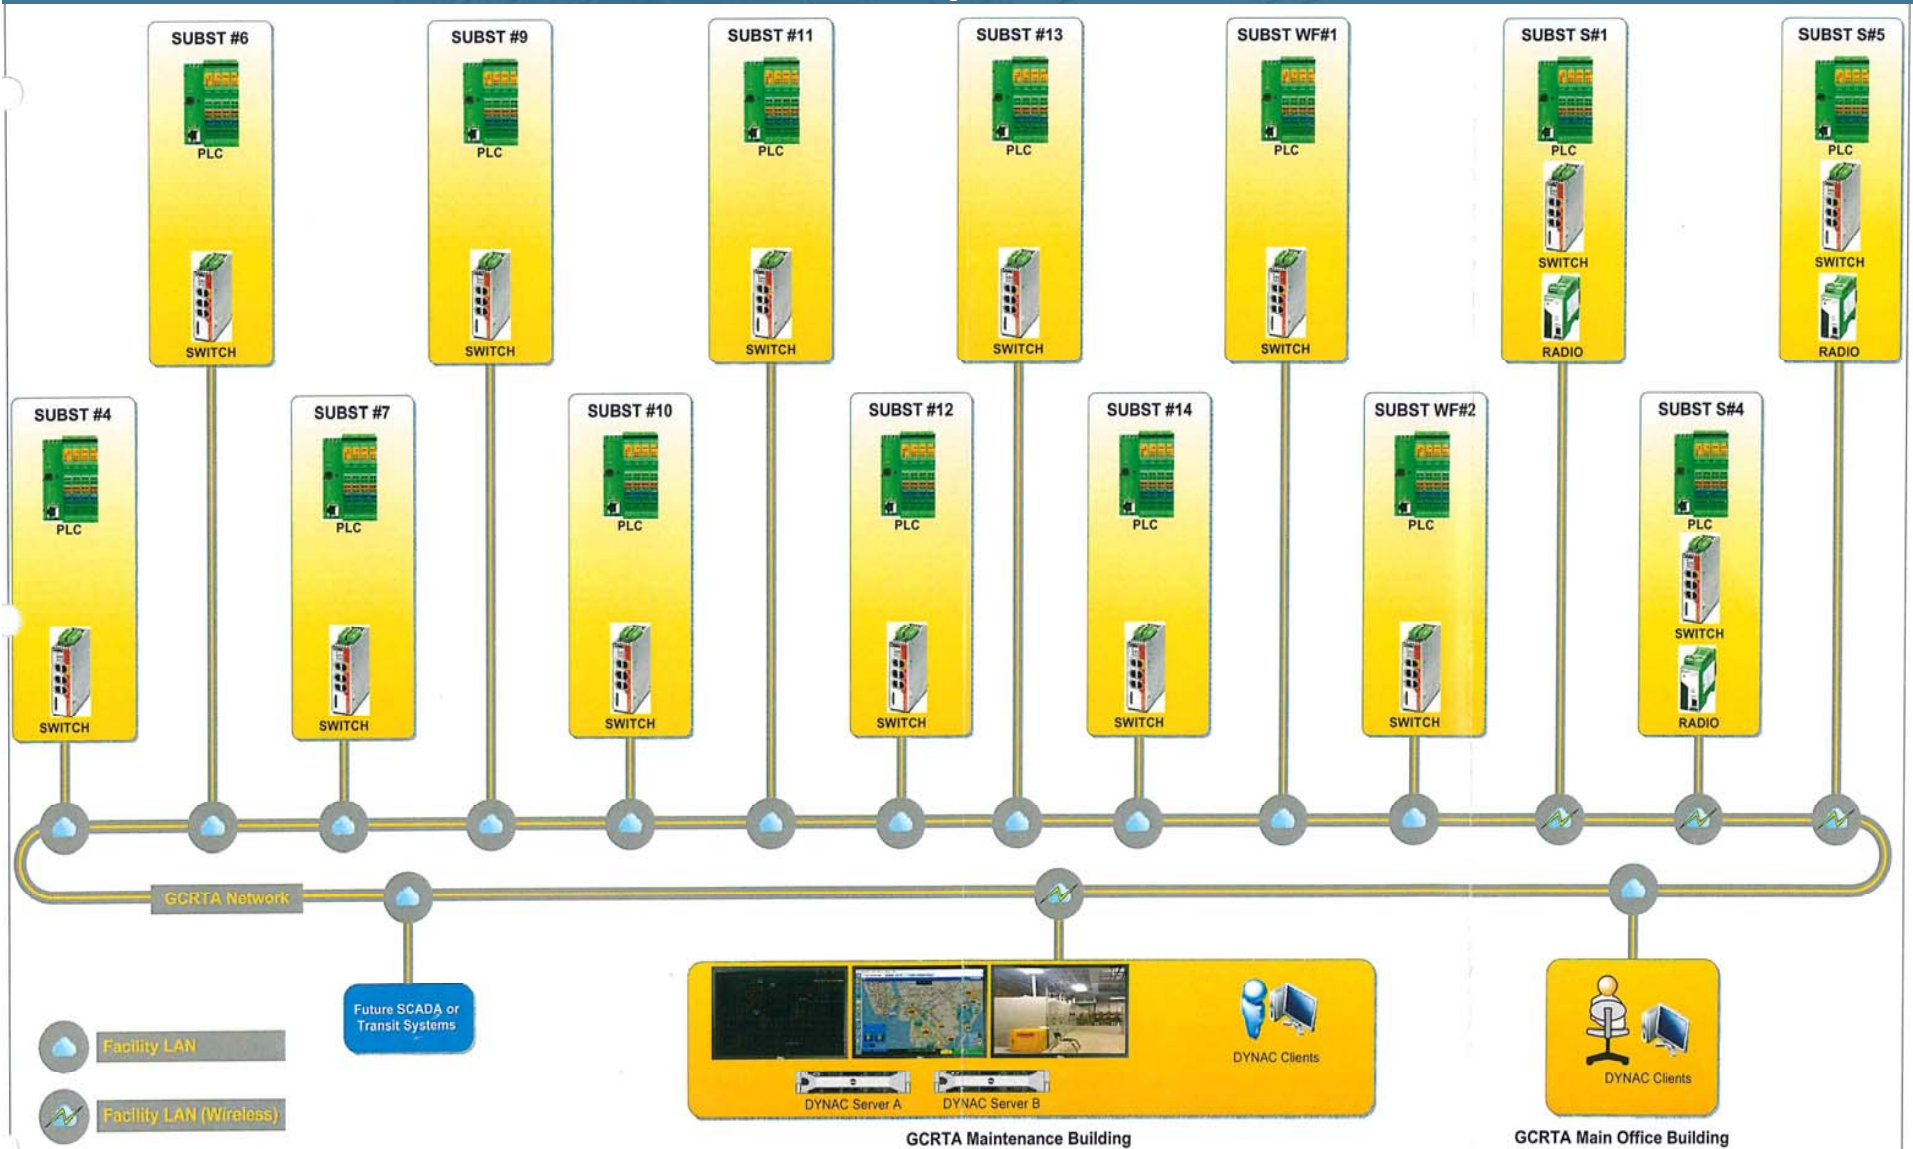 SUBST #6
PLC
SWITCH
SUBST #9
PLC
SWITCH
SUBST #11
PLC
SWITCH
SUBST #13
PLC
SWITCH
SUBST WF#1
PLC
SWITCH
SUBST S#1
PLC
SWITCH
RADIO
SUBST S#5
PLC
SWITCH
RADIO
SUBST #4
PLC
SWITCH
SUBST #7
PLC
SWITCH
SUBST #10
PLC
SWITCH
SUBST #12
PLC
SWITCH
SUBST #14
PLC
SWITCH
SUBST WF#2
PLC
SWITCH
SUBST S#4
PLC
SWITCH
RADIO
GCRTA Network
Future SCADA or
Transit Systems
Facility LAN
Facility LAN (Wireless)
DYNAC Server A
DYNAC Server B
DYNAC Clients
GCRTA Maintenance Building
DYNAC Clients
GCRTA Main Office Building